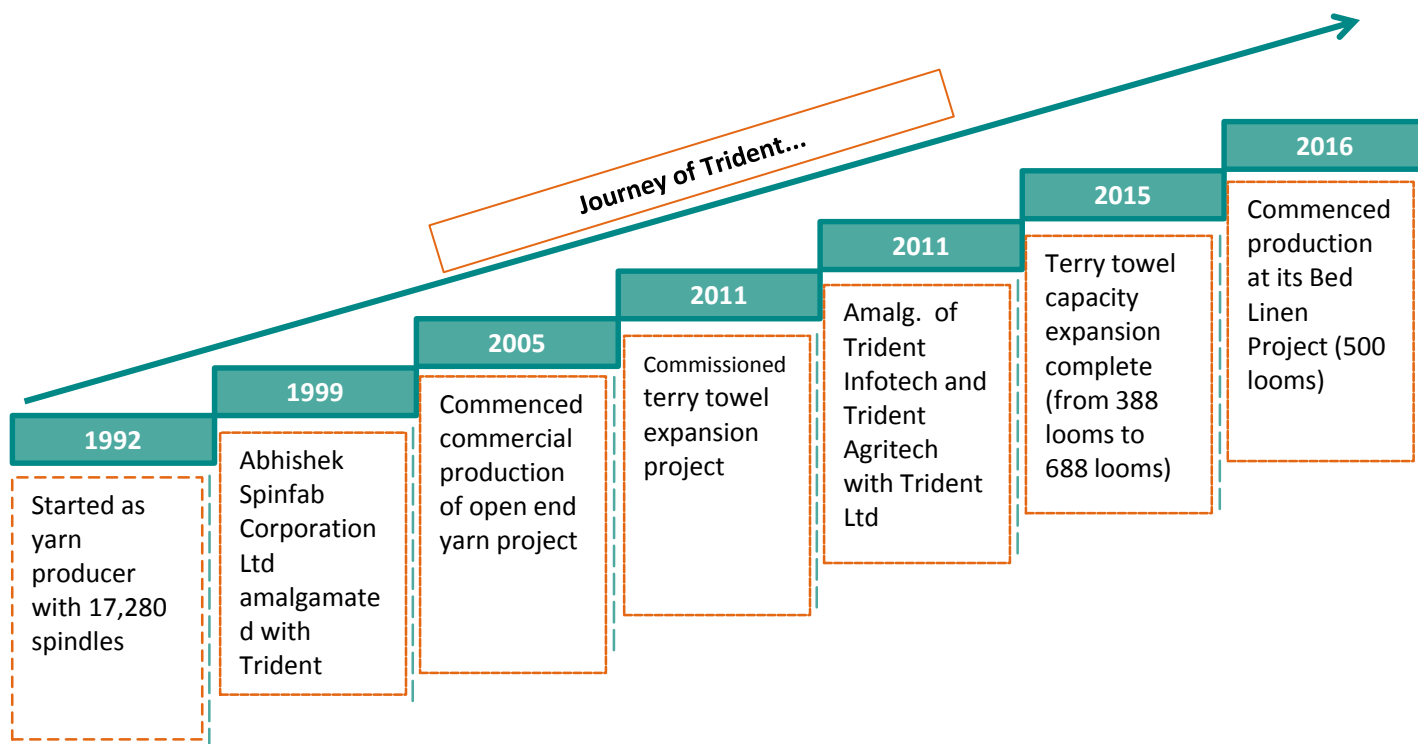 Journey of Trident...
1992
Started as
yarn
producer
with 17,280
spindles
1999
Abhishek
Spinfab
Corporation
Ltd
amalgamate
d with
Trident
2005
Commenced
commercial
production
of open end
yarn project
2011
Commissioned
terry towel
expansion
project
2011
Amalg. of
Trident
Infotech and
Trident
Agritech
with Trident
Ltd
2015
Terry towel
capacity
expansion
complete
(from 388
looms to
688 looms)
2016
Commenced
production
at its Bed
Linen
Project (500
looms)